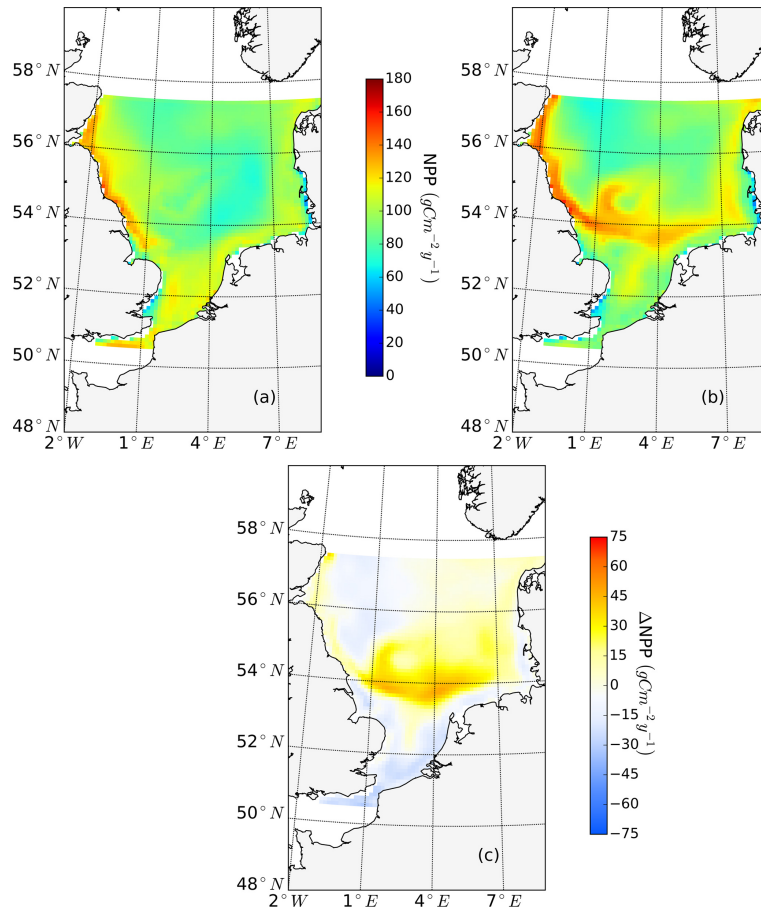 58°N
56°N
54°N
52°N
50°N
48°N
2°W 1°E 4°E 7°E
(a)
180
160
140
120
100
80
60
40
20
0
NPP (gCm⁻²y⁻¹)
58°N
56°N
54°N
52°N
50°N
48°N
2°W 1°E 4°E 7°E
(b)
58°N
56°N
54°N
52°N
50°N
48°N
2°W 1°E 4°E 7°E
(c)
75
60
45
30
15
0
−15
−30
−45
−60
−75
ΔNPP (gCm⁻²y⁻¹)